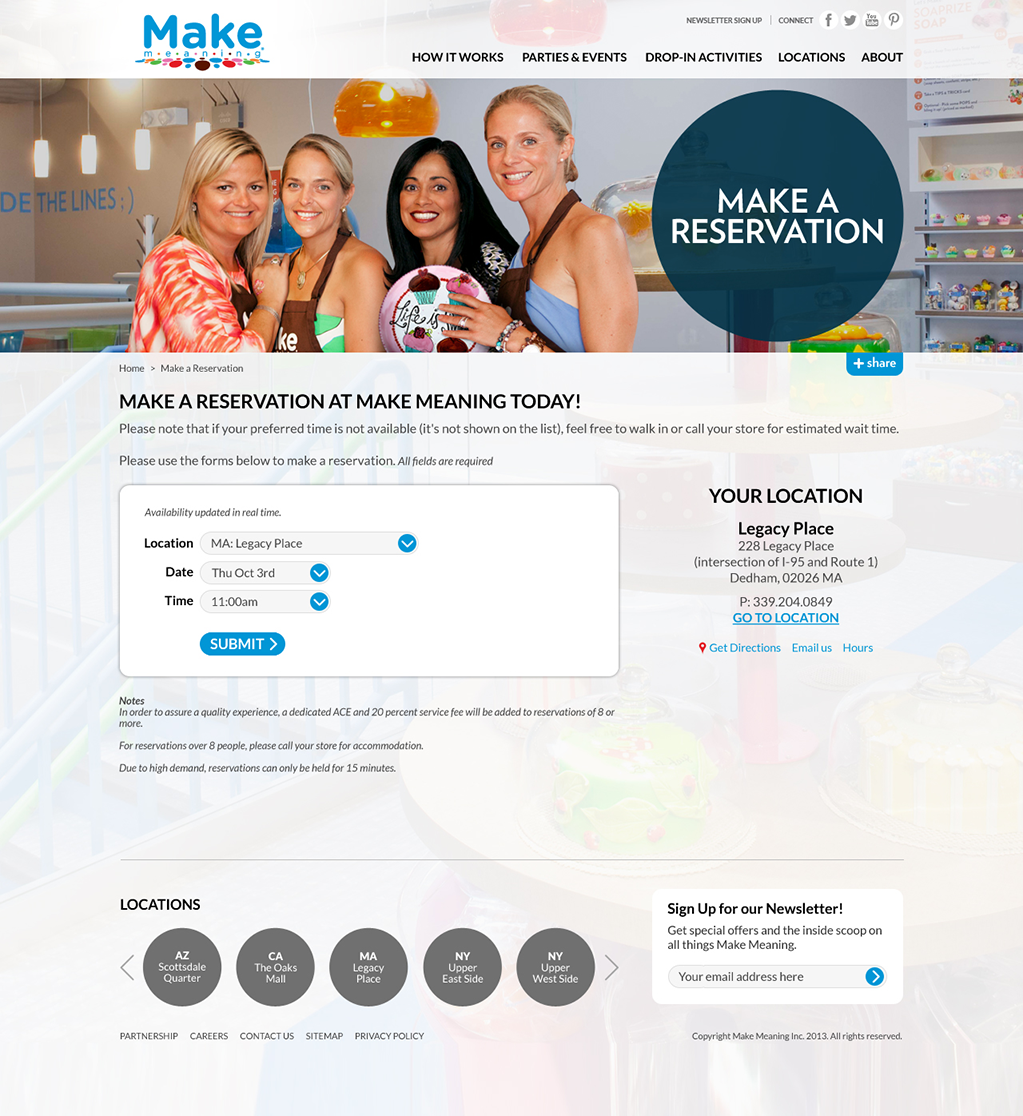 Make
meaning
NEWSLETTER SIGN UP | CONNECT
You
HOW IT WORKS PARTIES & EVENTS DROP-IN ACTIVITIES LOCATIONS ABOUT
SOAPRIZE
SOAP
DE THE LINES :)
Life is
MAKE A
RESERVATION
Home > Make a Reservation
+ share
MAKE A RESERVATION AT MAKE MEANING TODAY!
Please note that if your preferred time is not available (it's not shown on the list), feel free to walk in or call your store for estimated wait time.
Please use the forms below to make a reservation. All fields are required
Availability updated in real time.
Location MA: Legacy Place
Date Thu Oct 3rd
Time 11:00am
SUBMIT
YOUR LOCATION
Legacy Place
228 Legacy Place
(intersection of I-95 and Route 1)
Dedham, 02026 MA
P: 339.204.0849
GO TO LOCATION
Get Directions Email us Hours
Notes
In order to assure a quality experience, a dedicated ACE and 20 percent service fee will be added to reservations of 8 or
more.
For reservations over 8 people, please call your store for accommodation.
Due to high demand, reservations can only be held for 15 minutes.
LOCATIONS
AZ
Scottsdale
Quarter
CA
The Oaks
Mall
MA
Legacy
Place
NY
Upper
East Side
NY
Upper
West Side
Sign Up for our Newsletter!
Get special offers and the inside scoop on
all things Make Meaning.
Your email address here
PARTNERSHIP CAREERS CONTACT US SITEMAP PRIVACY POLICY
Copyright Make Meaning Inc. 2013. All rights reserved.